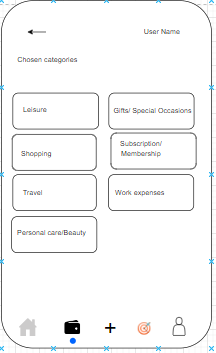 User Name
Chosen categories
Leisure
Gifts/ Special Occasions
Shopping
Subscription/
Membership
Travel
Work expenses
Personal care/Beauty